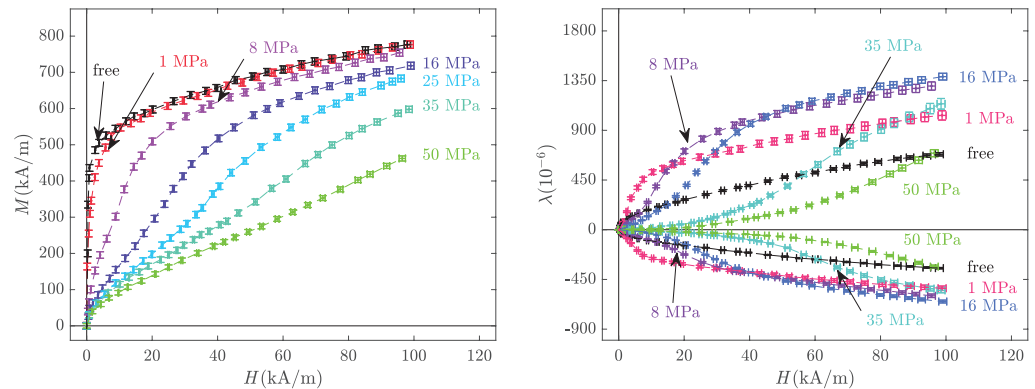 800
700
600
500
400
300
200
100
0
M(kA/m)
0 20 40 60 80 100 120
H(kA/m)
free
1 MPa
8 MPa
16 MPa
25 MPa
35 MPa
50 MPa
1350
900
450
0
-450
-900
λ(10⁻⁶)
0 20 40 60 80 100 120
H(kA/m)
35 MPa
8 MPa
16 MPa
1 MPa
free
50 MPa
50 MPa
free
1 MPa
8 MPa
16 MPa
35 MPa